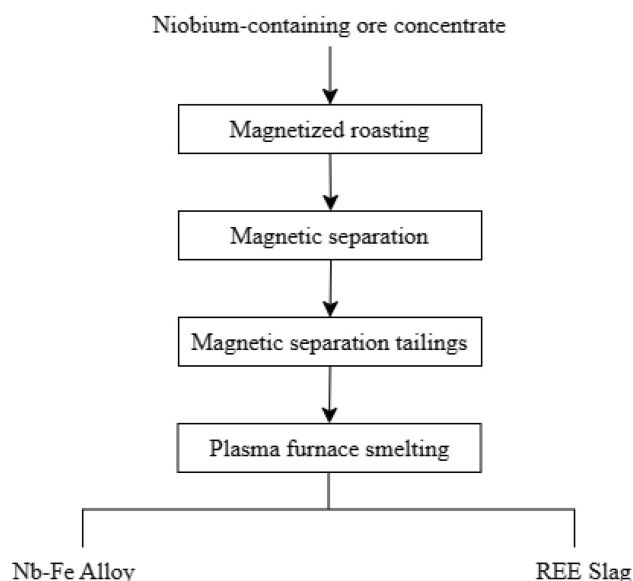 Niobium-containing ore concentrate
Magnetized roasting
Magnetic separation
Magnetic separation tailings
Plasma furnace smelting
Nb-Fe Alloy
REE Slag